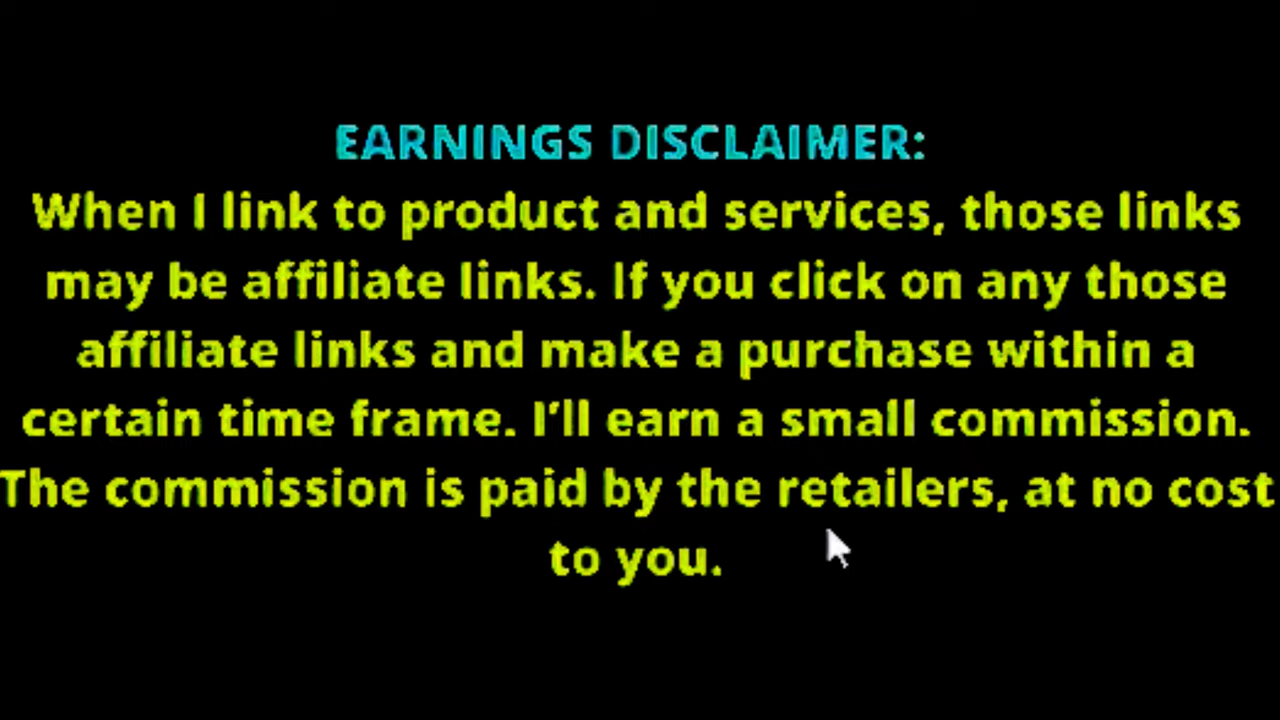 EARNINGS DISCLAIMER:
When I link to product and services, those links
may be affiliate links. If you click on any those
affiliate links and make a purchase within a
certain time frame. I’ll earn a small commission.
The commission is paid by the retailers, at no cost
to you.